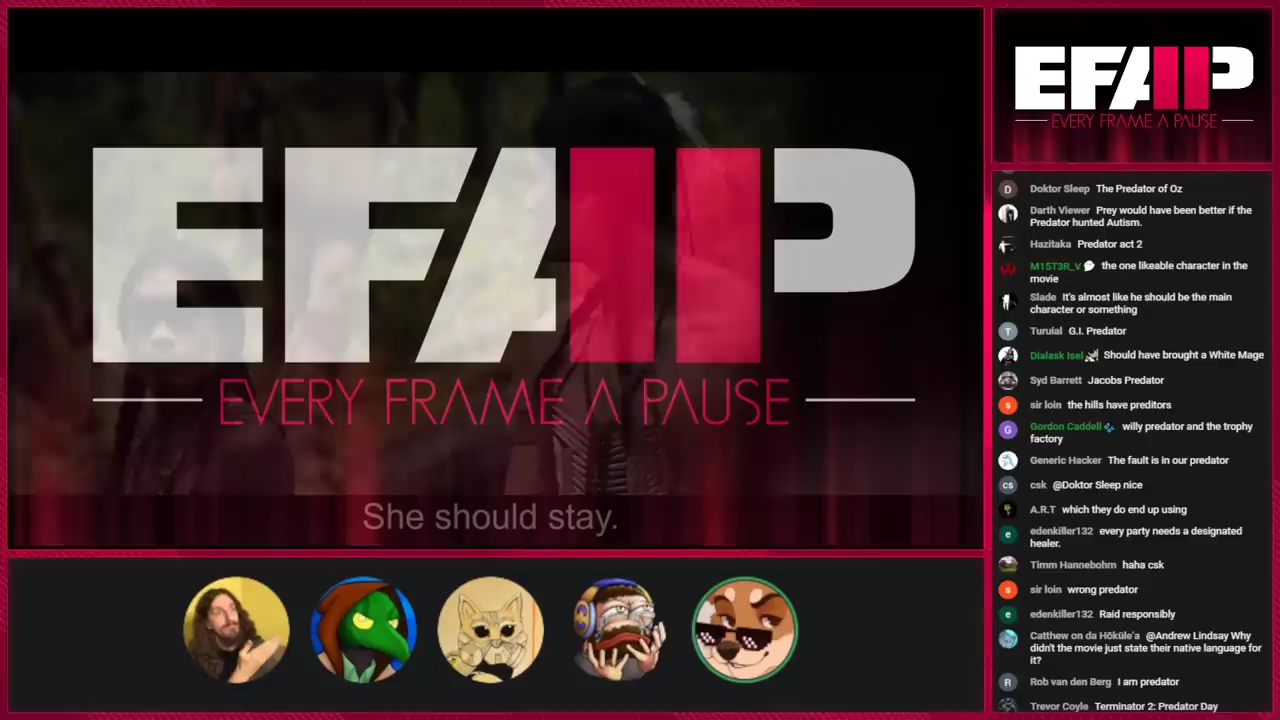 EFAP
EVERY FRAME A PAUSE
She should stay.
EFAP
EVERY FRAME A PAUSE
D Doktor Sleep The Predator of Oz
Darth Viewer Prey would have been better if the
Predator hunted Autism.
Hazitaka Predator act 2
M15T3R_V the one likeable character in the
movie
Slade It's almost like he should be the main
character or something
T Turuial G.I. Predator
Dialask Isel Should have brought a White Mage
Syd Barrett Jacobs Predator
s sir loin the hills have preditors
G Gordon Caddell willy predator and the trophy
factory
Generic Hacker The fault is in our predator
cs csk @Doktor Sleep nice
A.R.T which they do end up using
e edenkiller132 every party needs a designated
healer.
Timm Hannebohm haha csk
s sir loin wrong predator
e edenkiller132 Raid responsibly
Catthew on da Hōkūle'a @Andrew Lindsay Why
didn't the movie just state their native language for
it?
R Rob van den Berg I am predator
Trevor Coyle Terminator 2: Predator Day